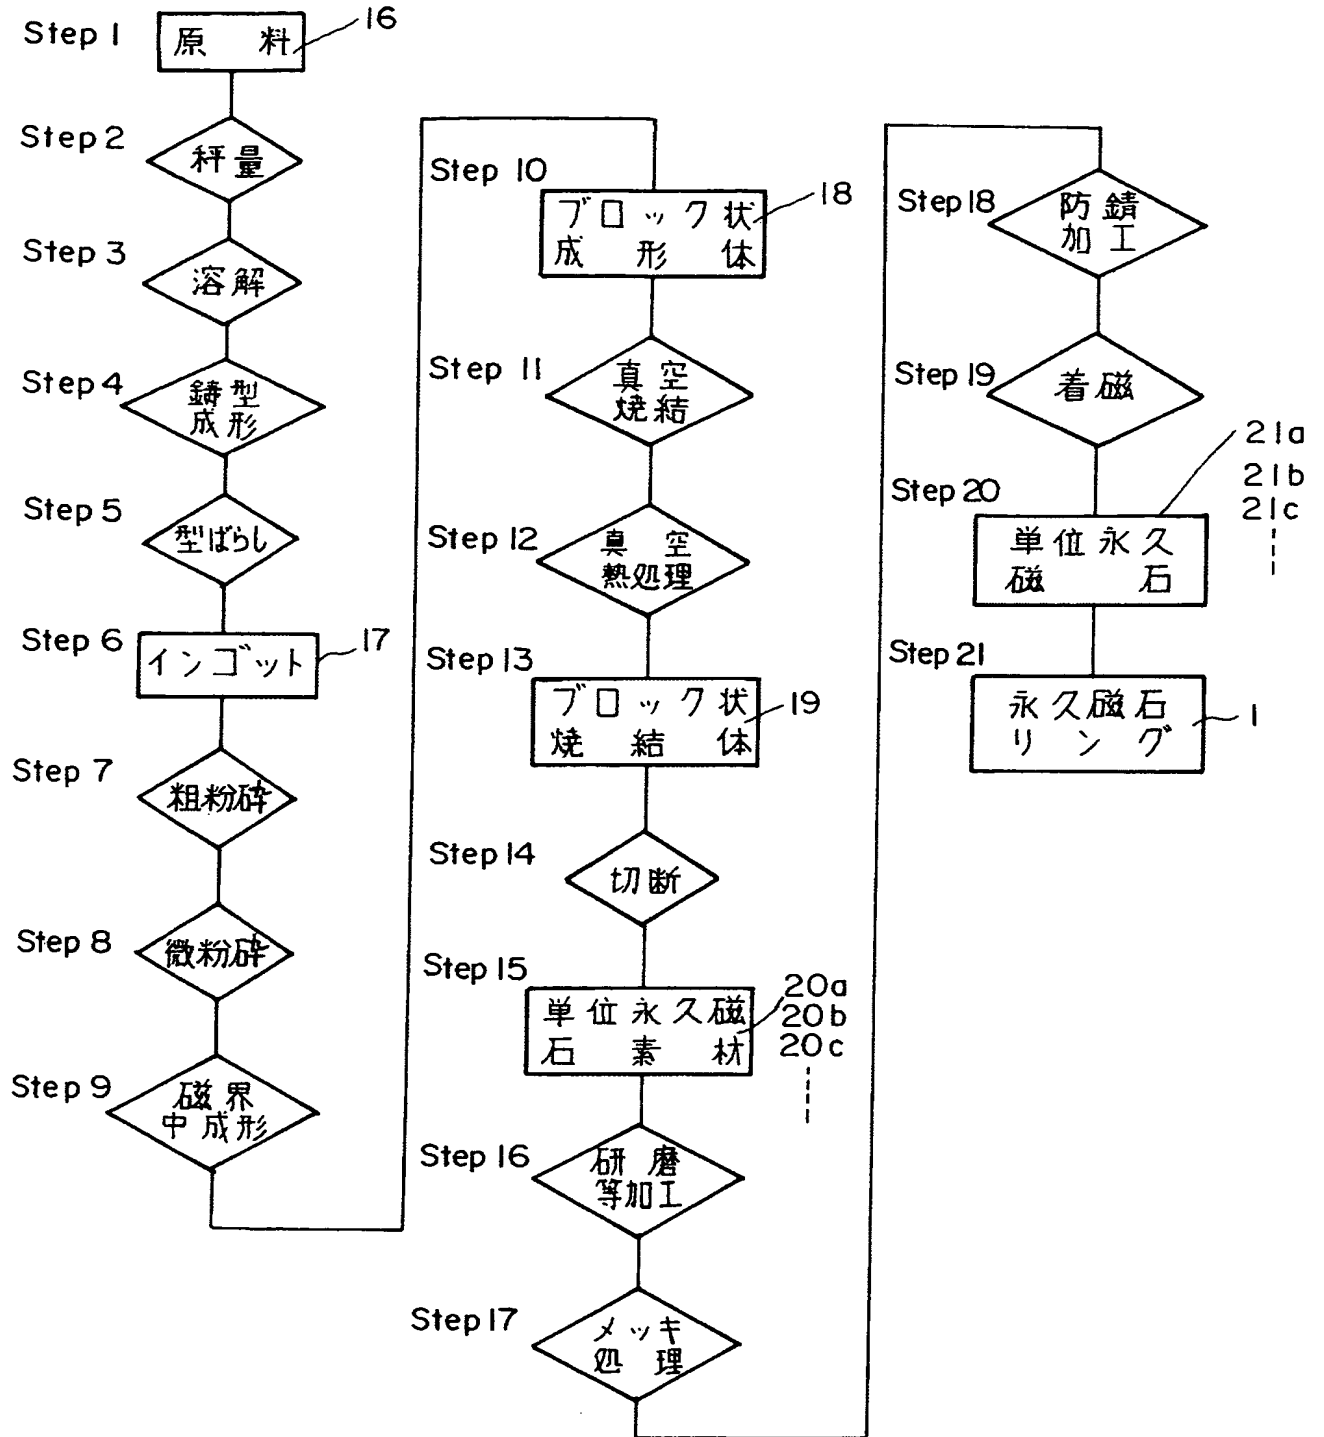 Step 1
原料
16
Step 2
秤量
Step 3
溶解
Step 4
鋳型
成形
Step 5
型ばらし
Step 6
インゴット
17
Step 7
粗粉砕
Step 8
微粉砕
Step 9
磁界
中成形
Step 10
ブロック状
成形体
18
Step 11
真空
焼結
Step 12
真空
熱処理
Step 13
ブロック状
焼結体
19
Step 14
切断
Step 15
単位永久磁
石素材
20a
20b
20c
Step 16
研磨
等加工
Step 17
メッキ
処理
Step 18
防錆
加工
Step 19
着磁
Step 20
単位永久
磁石
21a
21b
21c
Step 21
永久磁石
リング
1